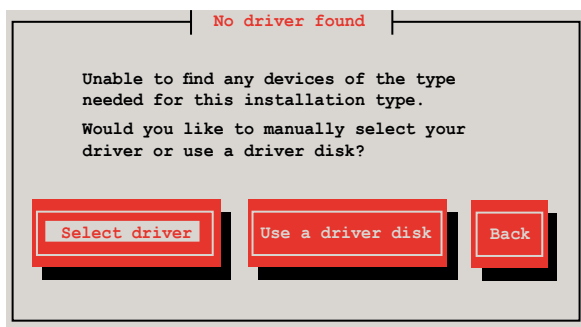 No driver found
Unable to find any devices of the type
needed for this installation type.
Would you like to manually select your
driver or use a driver disk?
Select driver
Use a driver disk
Back